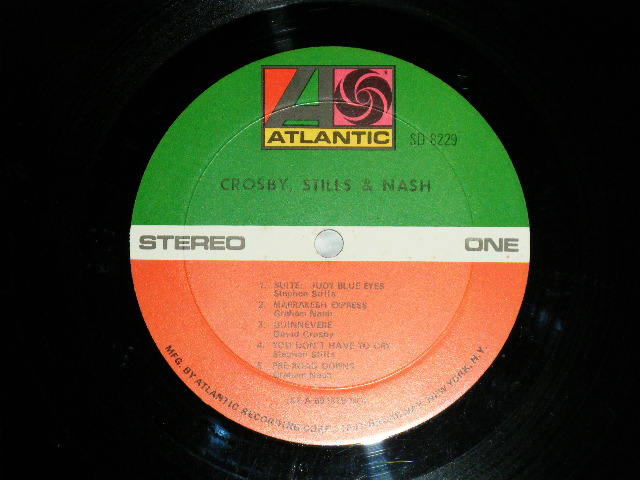 ATLANTIC
SD 8229
CROSBY, STILLS & NASH
STEREO
ONE
1. SUITE: JUDY BLUE EYES
Stephen Stills
2. MARRAKESH EXPRESS
Graham Nash
3. GUINNEVERE
David Crosby
4. YOU DON'T HAVE TO CRY
Stephen Stills
5. PRE-ROAD DOWNS
Graham Nash
MFG. BY ATLANTIC RECORDING CORP., 1841 BROADWAY, NEW YORK, N.Y.